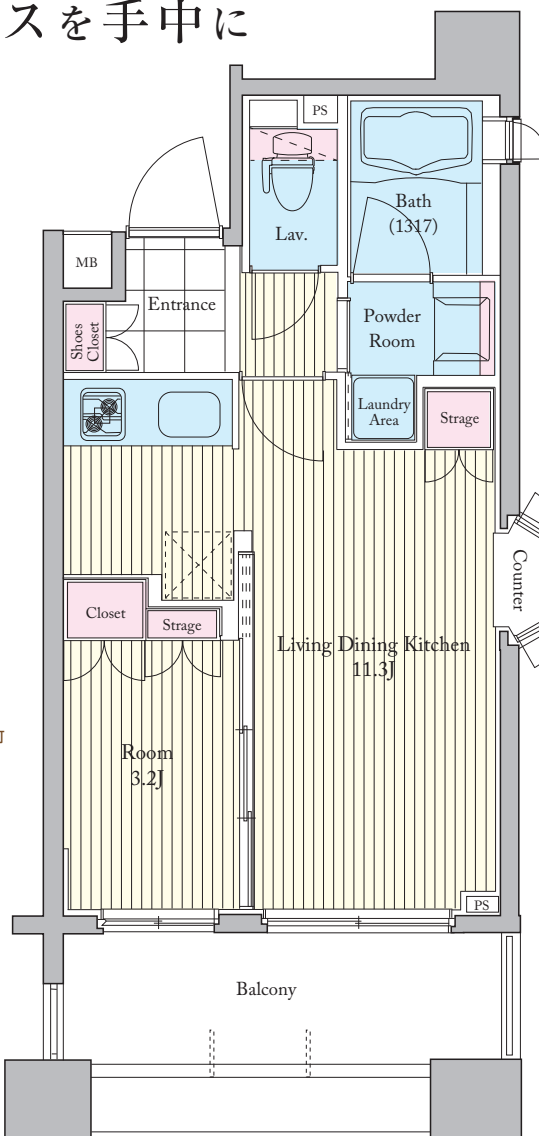 スを手中に
PS
Bath
(1317)
Lav.
MB
Entrance
Powder
Room
Shoes
Closet
Laundry
Area
Strage
Counter
Closet
Strage
Living Dining Kitchen
11.3J
Room
3.2J
PS
Balcony